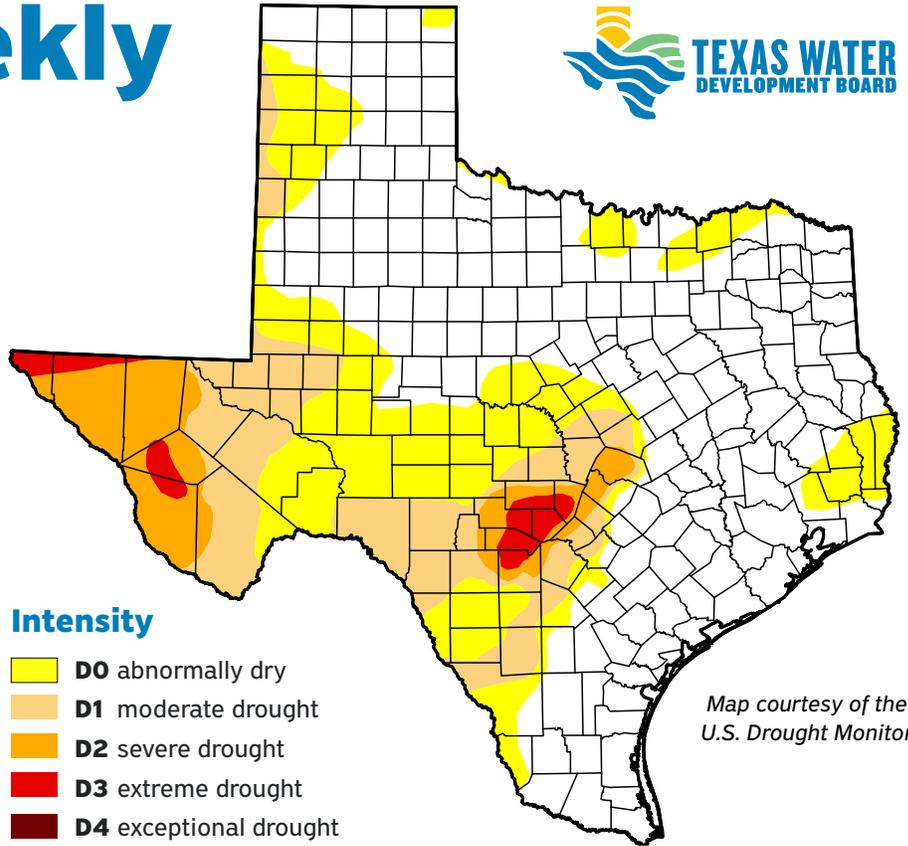 ekly
TEXAS WATER
DEVELOPMENT BOARD
Intensity
D0 abnormally dry
D1 moderate drought
D2 severe drought
D3 extreme drought
D4 exceptional drought
Map courtesy of the
U.S. Drought Monitor